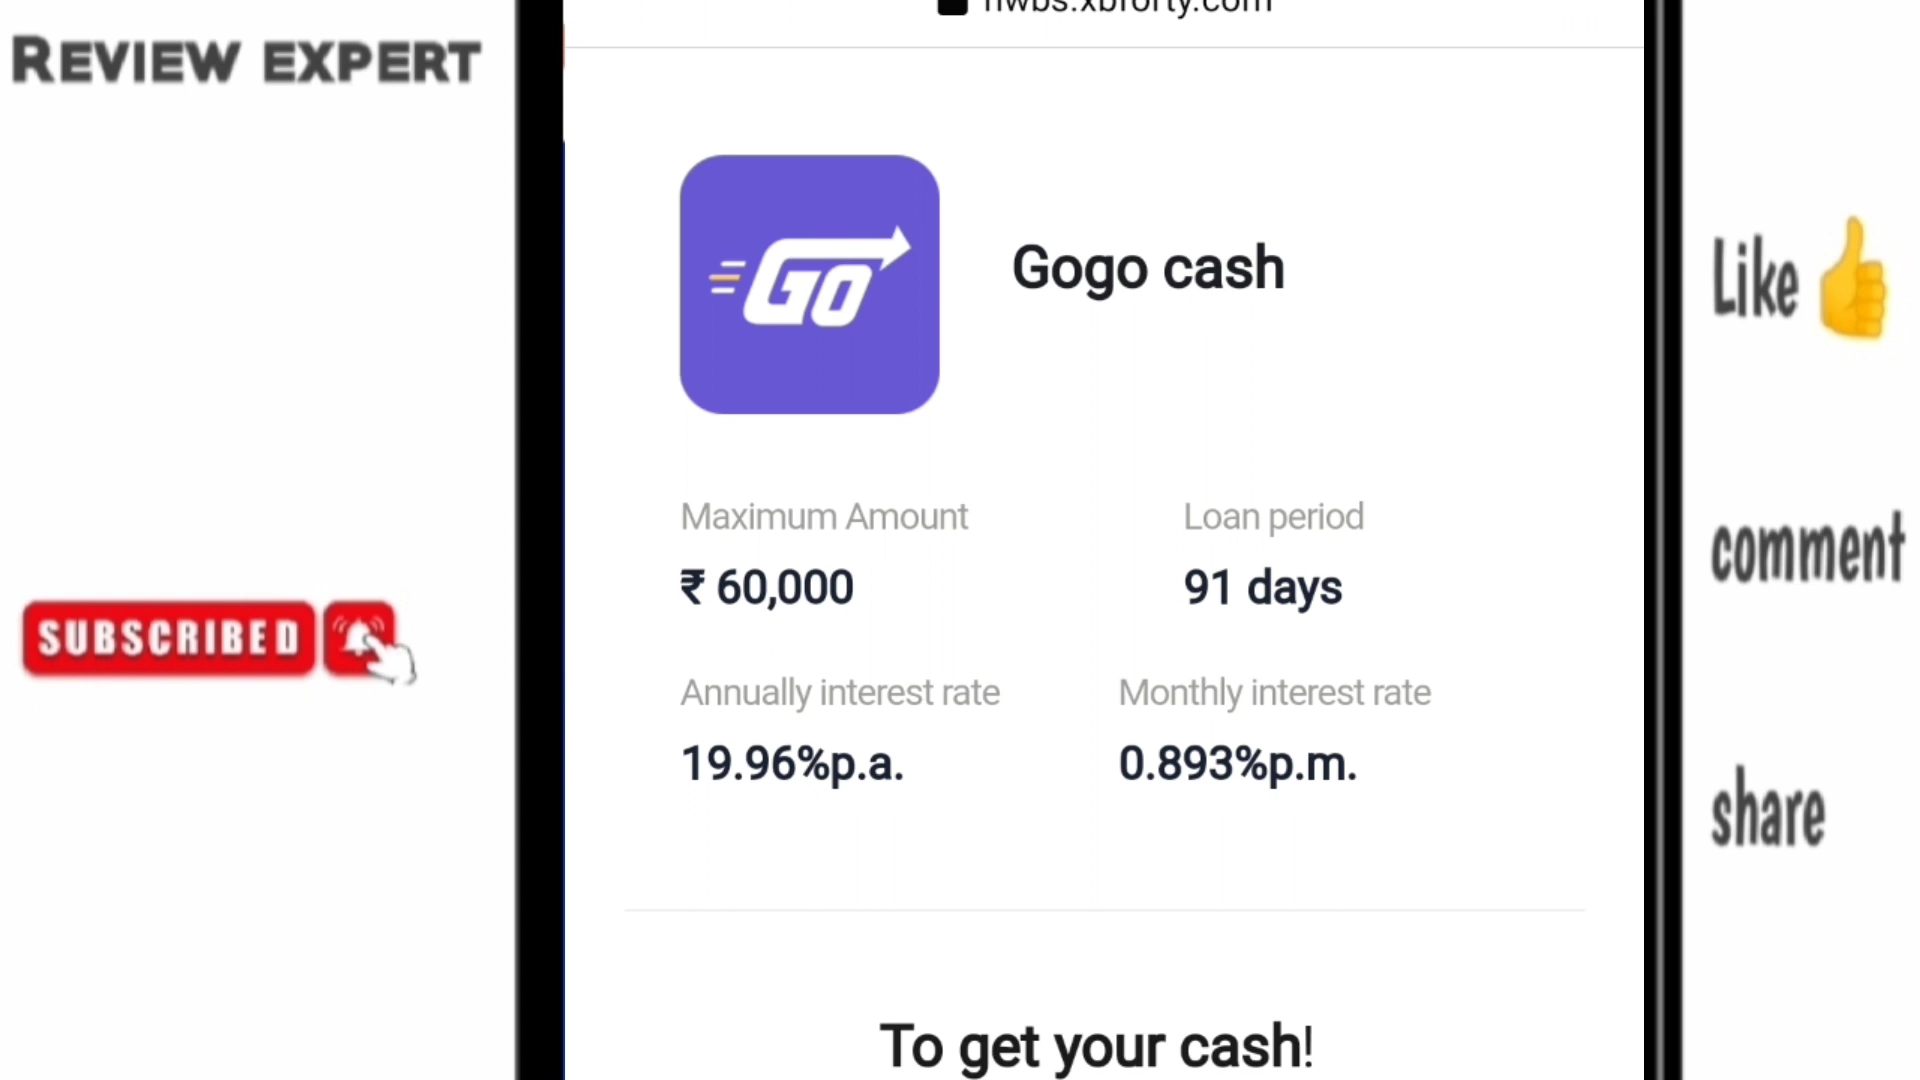 REVIEW EXPERT
Gogo cash
GO
Maximum Amount
Loan period
₹ 60,000
91 days
Annually interest rate
Monthly interest rate
19.96%p.a.
0.893%p.m.
To get your cash!
SUBSCRIBED
Like
comment
share